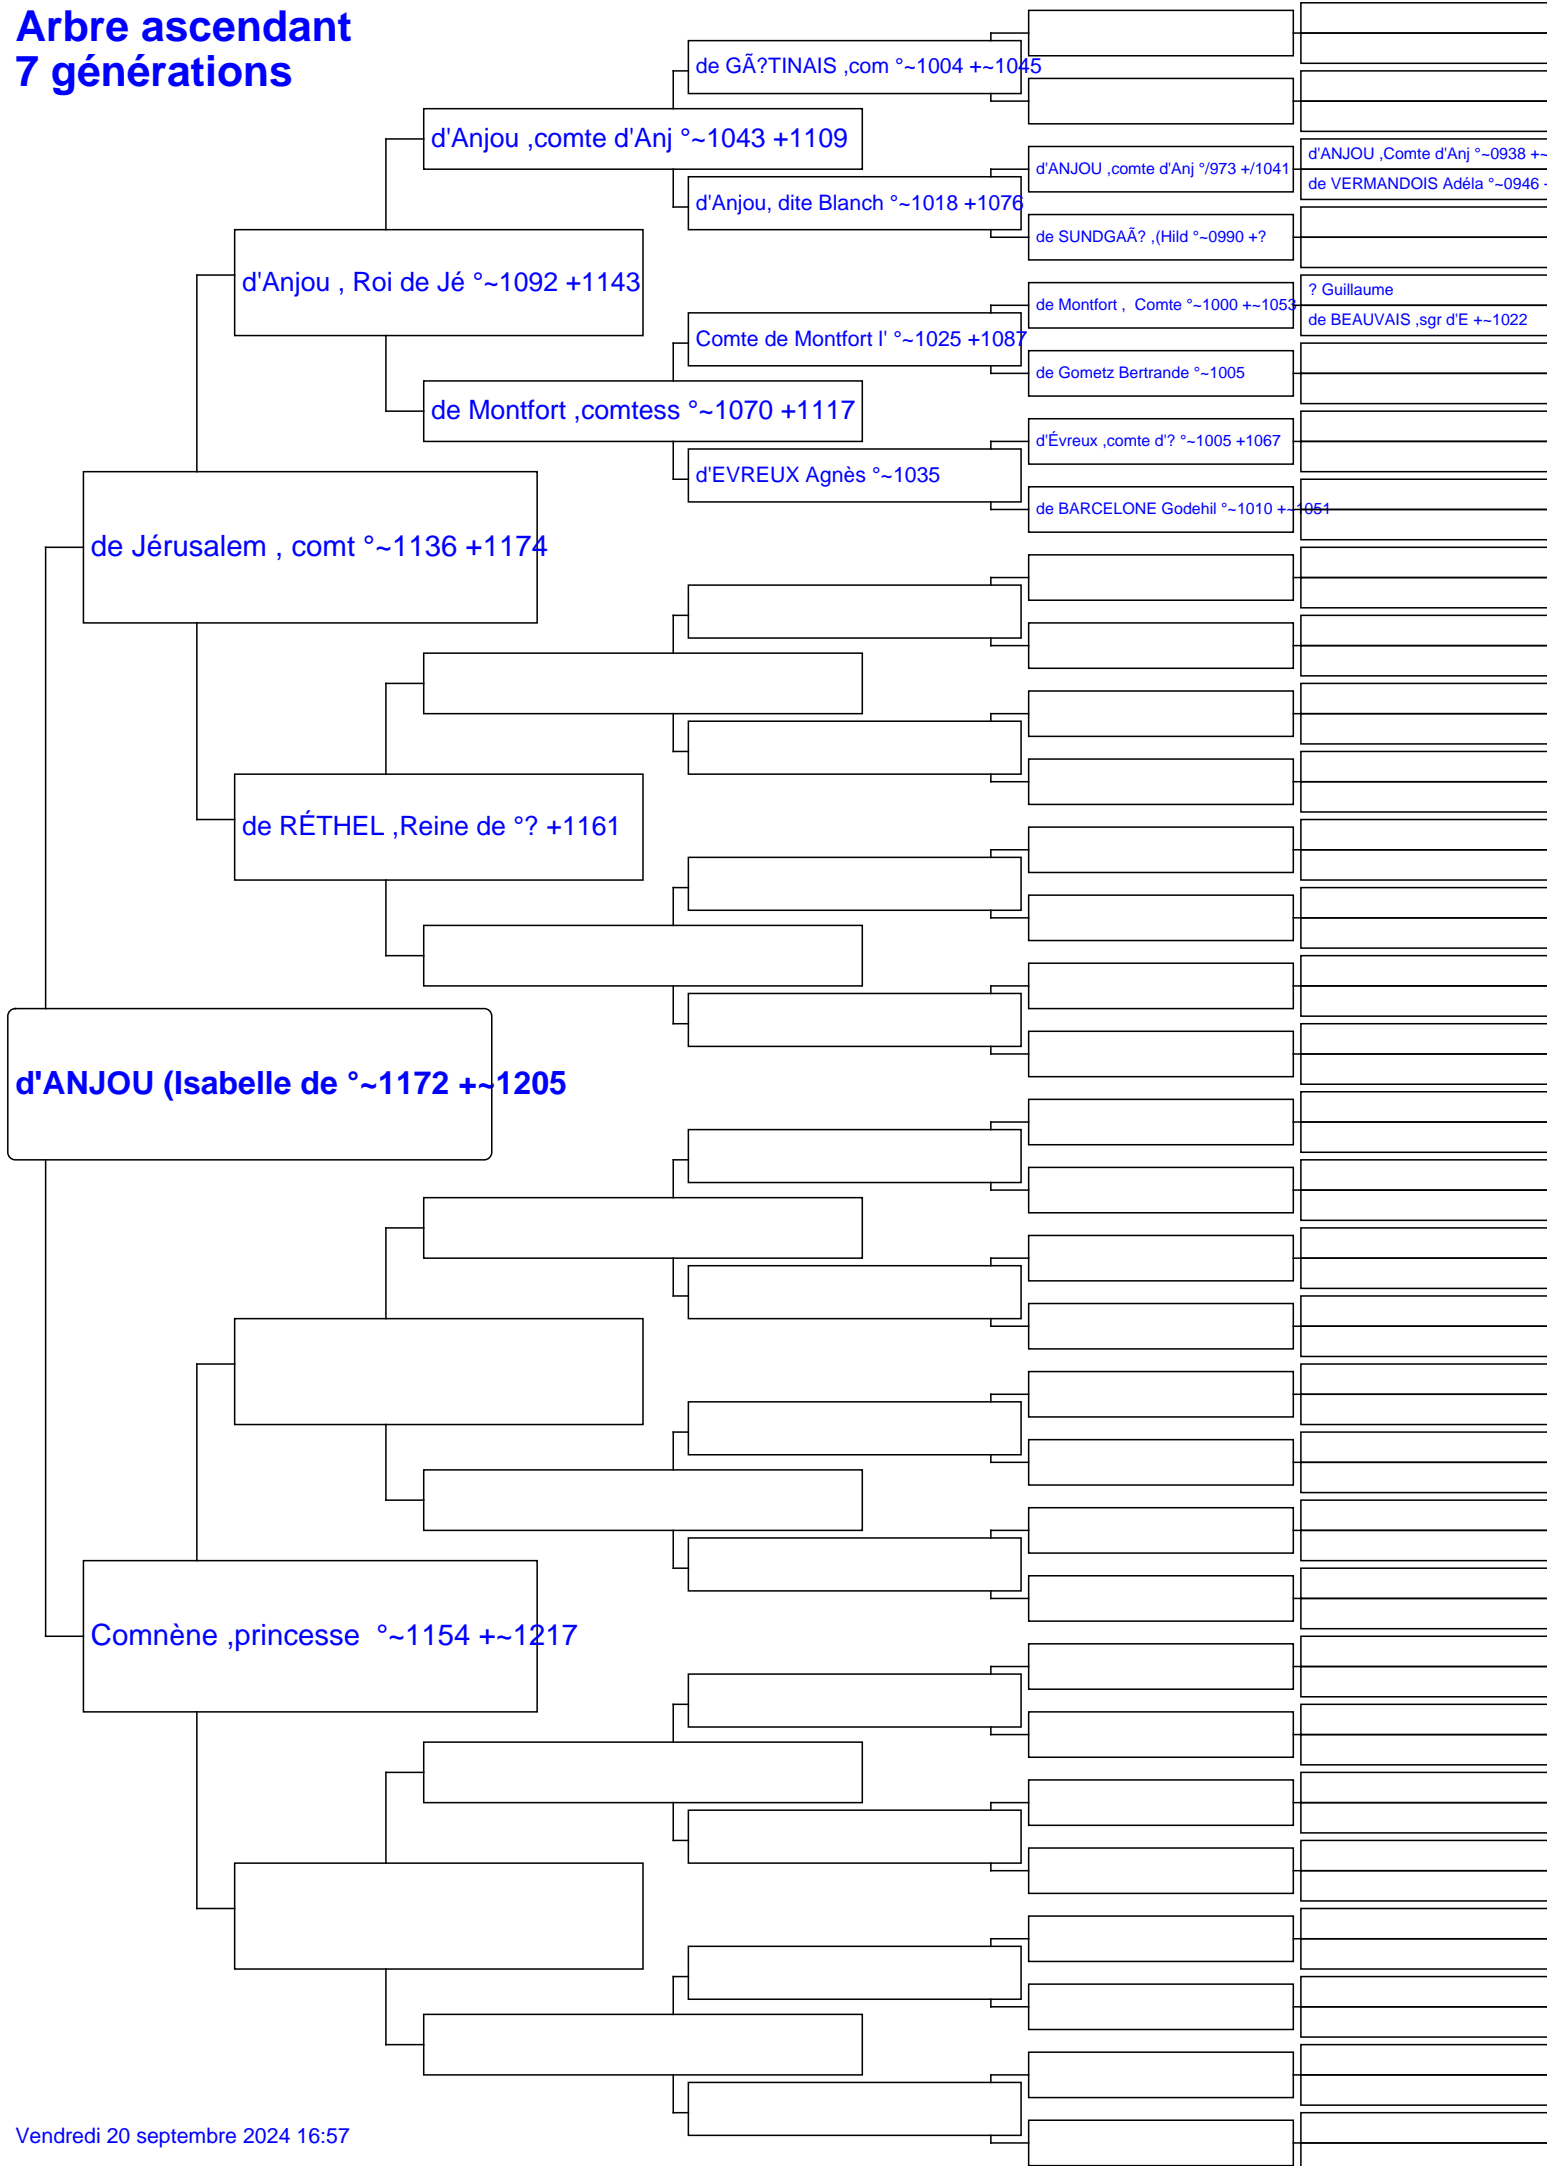 Arbre ascendant
7 générations
de GÃ?TINAIS ,com °~1004 +~1045
d'Anjou ,comte d'Anj °~1043 +1109
d'ANJOU ,comte d'Anj °/973 +/1041
d'ANJOU ,Comte d'Anj °~0938 +~
de VERMANDOIS Adéla °~0946 +
d'Anjou, dite Blanch °~1018 +1076
de SUNDGAÃ? ,(Hild °~0990 +?
d'Anjou , Roi de Jé °~1092 +1143
de Montfort , Comte °~1000 +~1053
? Guillaume
de BEAUVAIS ,sgr d'E +~1022
Comte de Montfort l' °~1025 +1087
de Gometz Bertrande °~1005
de Montfort ,comtess °~1070 +1117
d'Évreux ,comte d'? °~1005 +1067
d'EVREUX Agnès °~1035
de BARCELONE Godehil °~1010 +~1051
de Jérusalem , comt °~1136 +1174
de RÉTHEL ,Reine de °? +1161
d'ANJOU (Isabelle de °~1172 +~1205
Comnène ,princesse °~1154 +~1217
Vendredi 20 septembre 2024 16:57